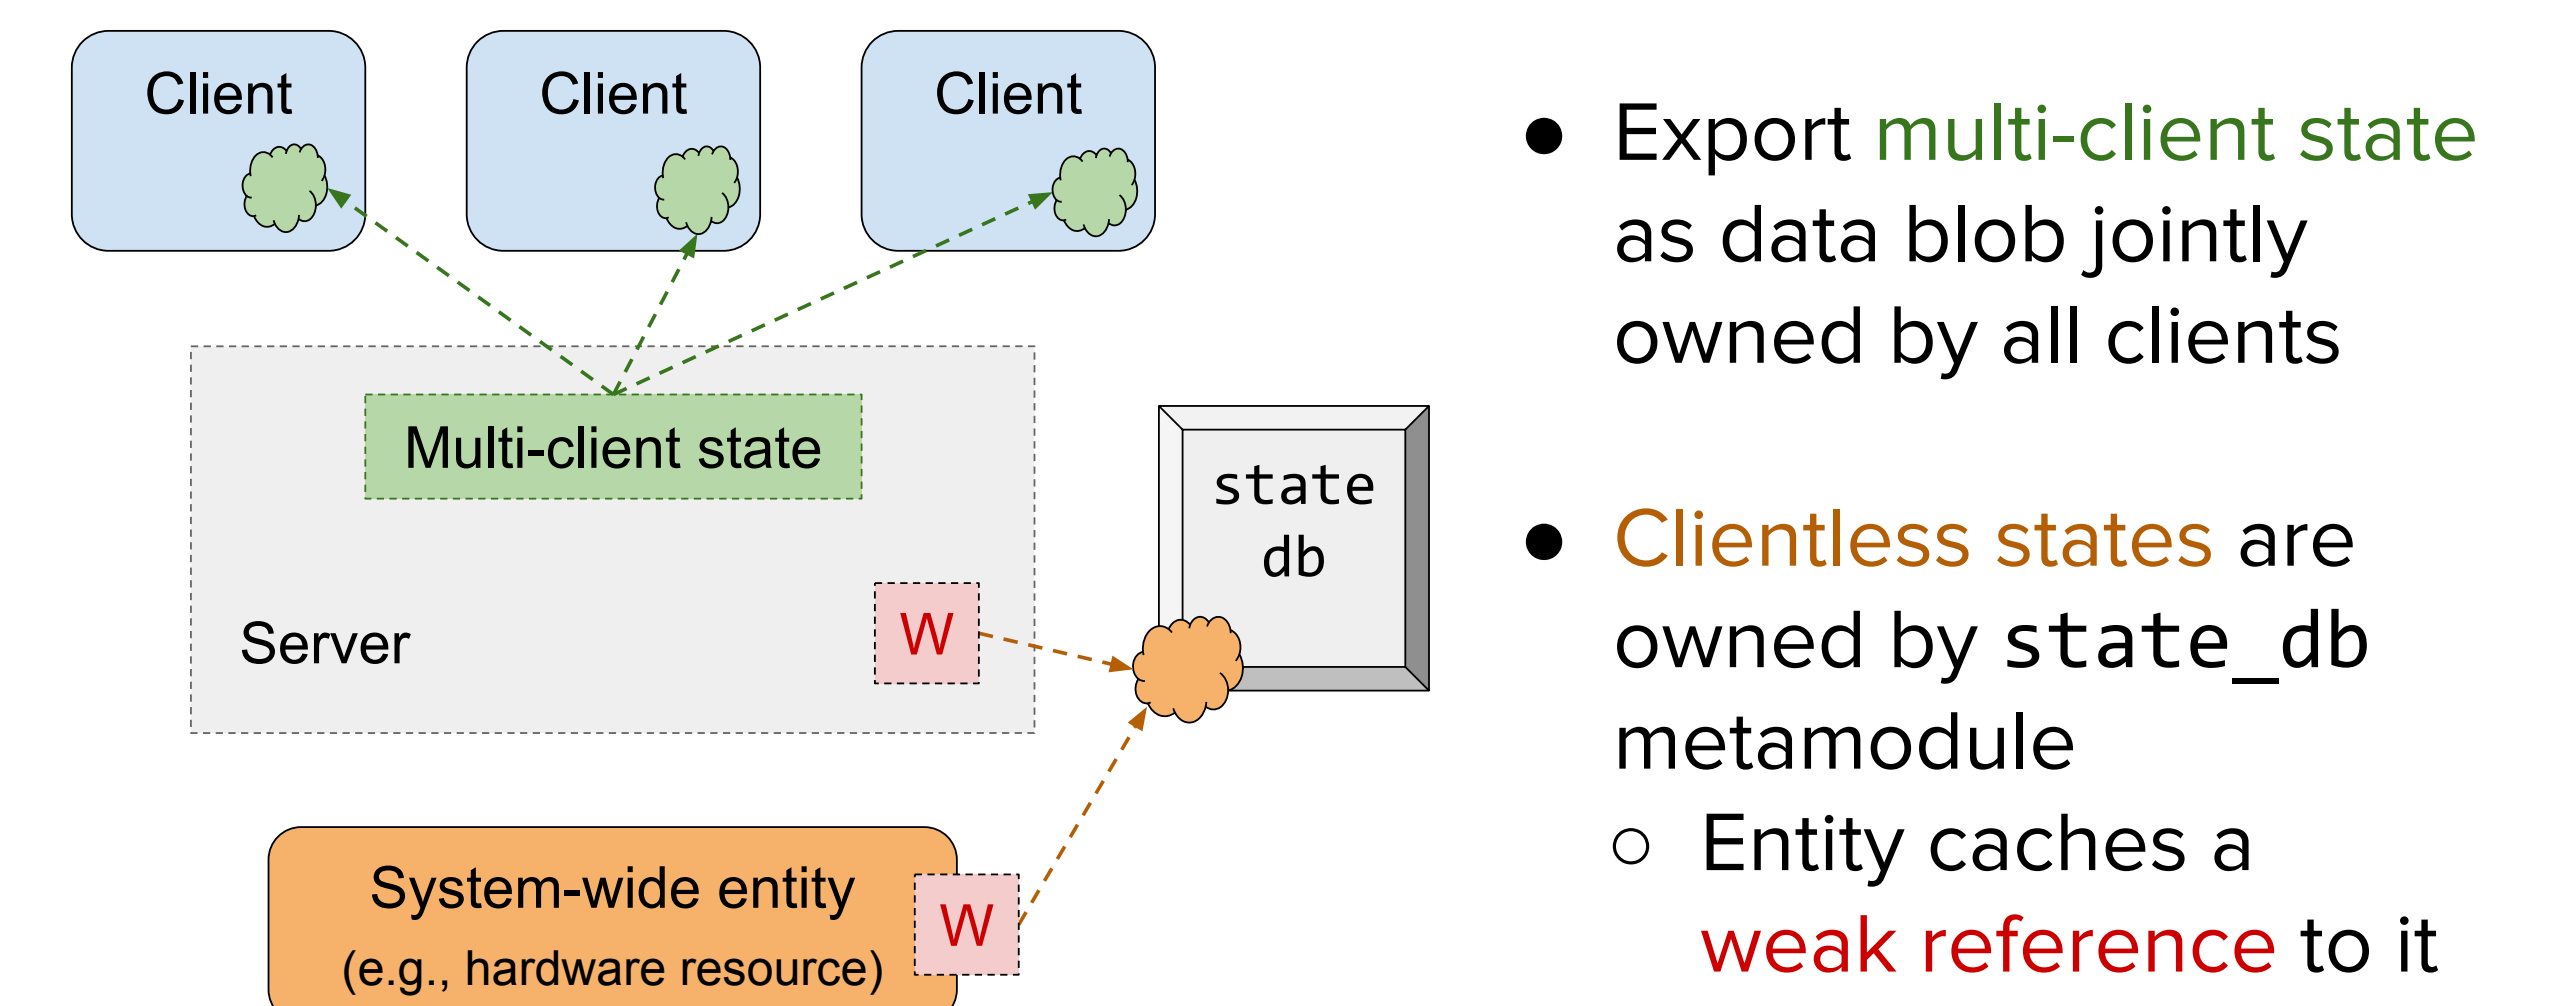 Client
Client
Client
Multi-client state
Server
W
state
db
System-wide entity
(e.g., hardware resource)
W
● Export multi-client state
as data blob jointly
owned by all clients
● Clientless states are
owned by state_db
metamodule
○ Entity caches a
weak reference to it